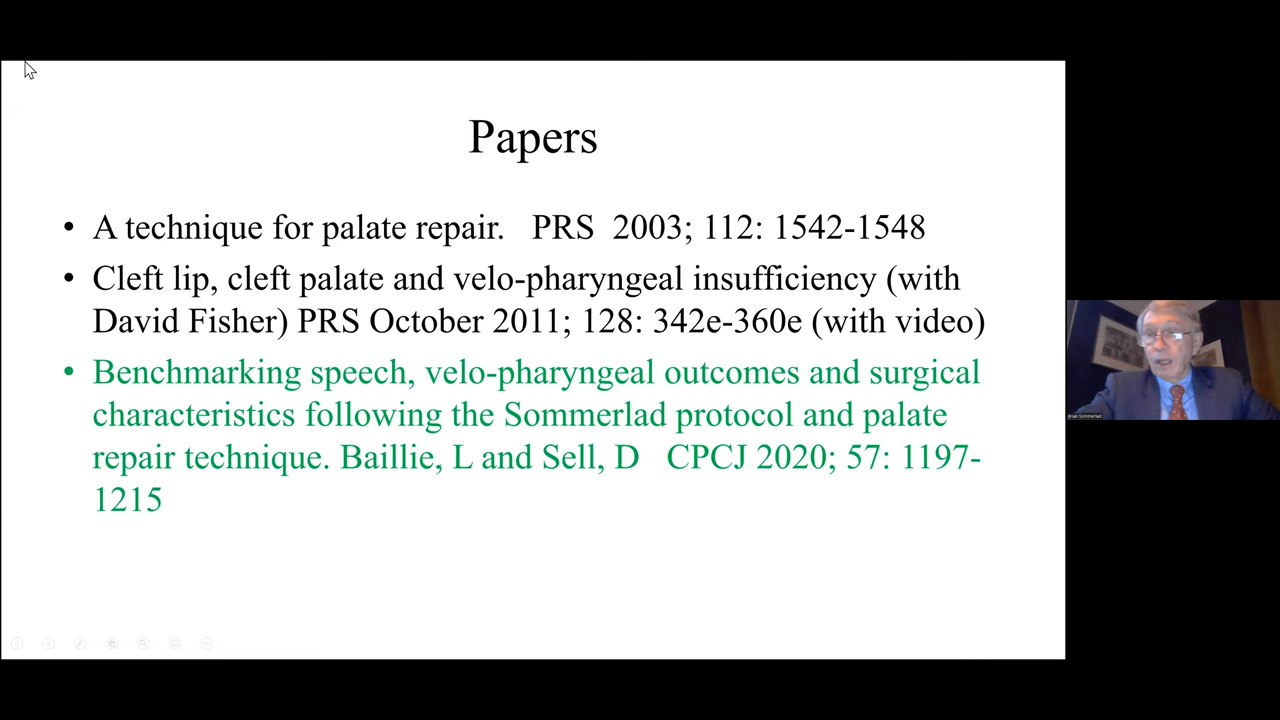 Papers
• A technique for palate repair. PRS 2003; 112: 1542-1548
• Cleft lip, cleft palate and velo-pharyngeal insufficiency (with
David Fisher) PRS October 2011; 128: 342e-360e (with video)
• Benchmarking speech, velo-pharyngeal outcomes and surgical
characteristics following the Sommerlad protocol and palate
repair technique. Baillie, L and Sell, D CPCJ 2020; 57: 1197-
1215
Brian Sommerlad